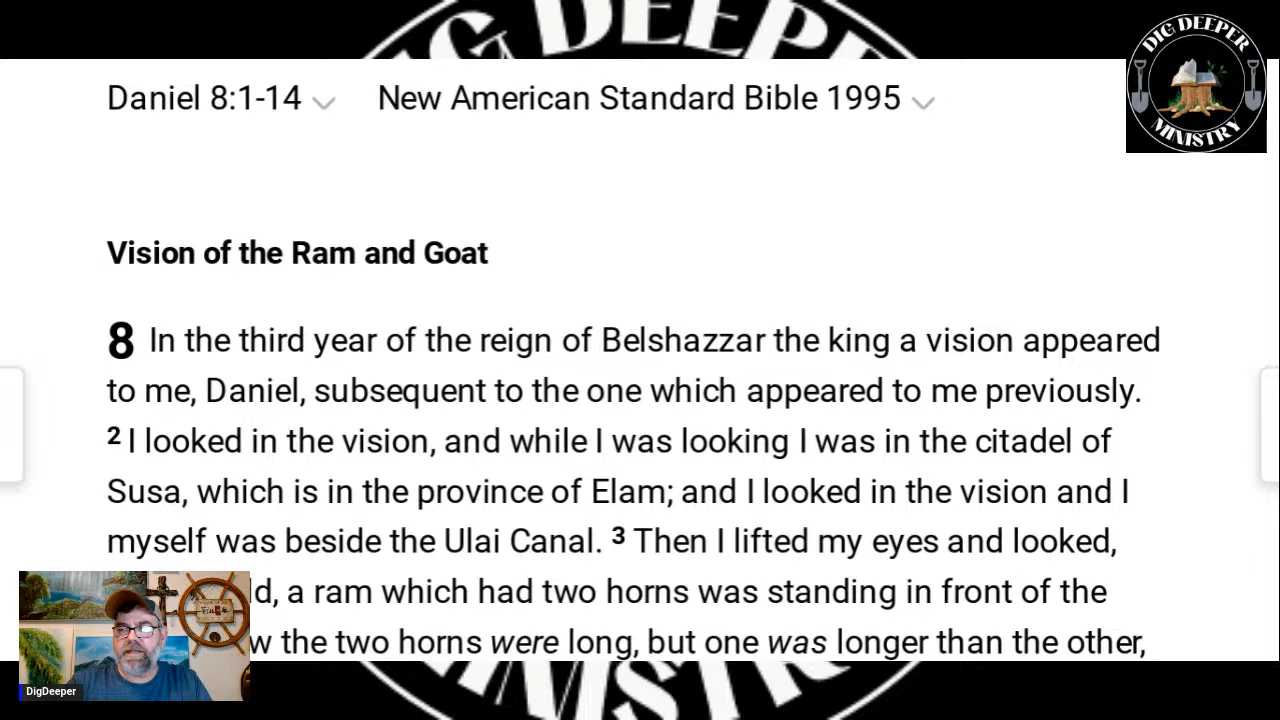 DIG DEEPER
DIG DEEPER
MINISTRY
Daniel 8:1-14 New American Standard Bible 1995
Vision of the Ram and Goat
8 In the third year of the reign of Belshazzar the king a vision appeared
to me, Daniel, subsequent to the one which appeared to me previously.
2 I looked in the vision, and while I was looking I was in the citadel of
Susa, which is in the province of Elam; and I looked in the vision and I
myself was beside the Ulai Canal. 3 Then I lifted my eyes and looked,
d, a ram which had two horns was standing in front of the
w the two horns were long, but one was longer than the other,
DigDeeper
MINISTRY